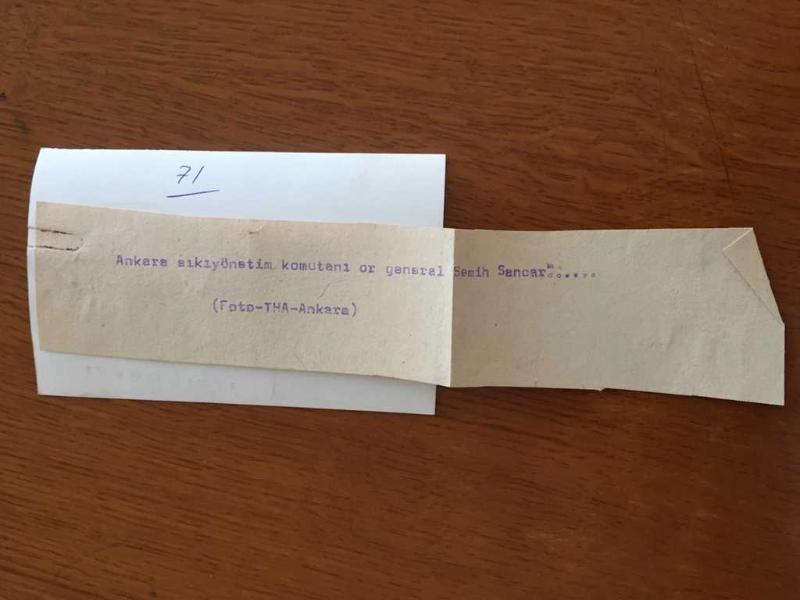 71
Ankara sıkıyönetim komutanı or general Semih Sancar
(Foto-THA-Ankara)